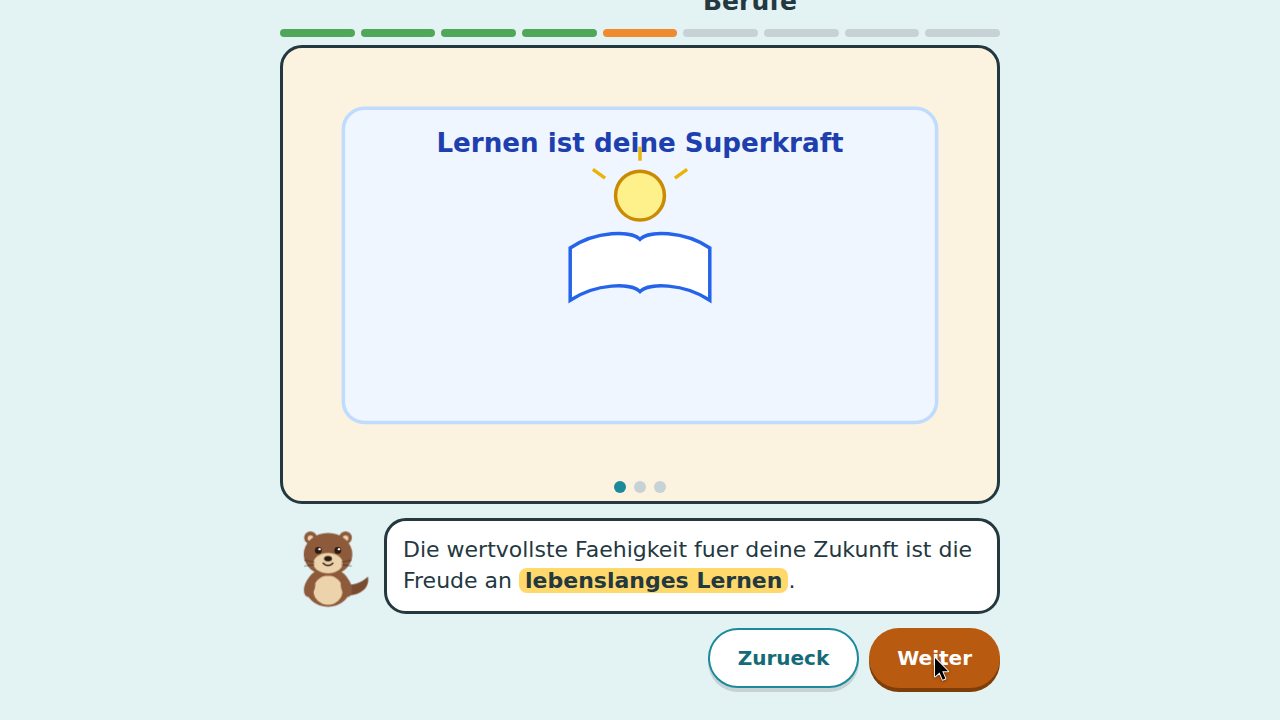 Berufe
Lernen ist deine Superkraft
Die wertvollste Faehigkeit fuer deine Zukunft ist die
Freude an lebenslanges Lernen.
Zurueck
Weiter